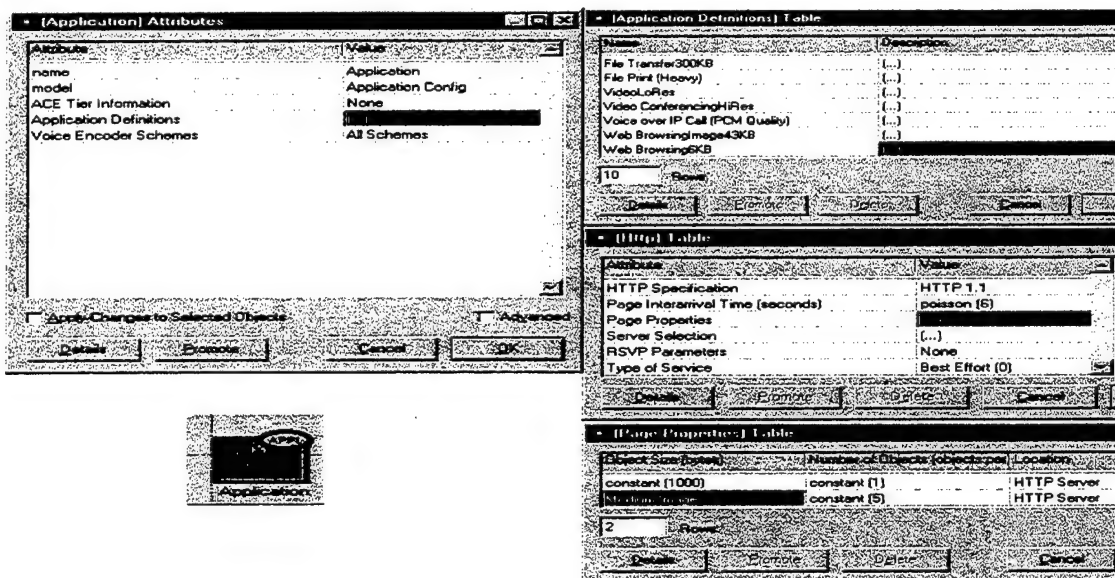 (Application) Attributes
Attribute Value
name Application
model Application Config
ACE Tier Information None
Application Definitions
Voice Encoder Schemes All Schemes
Apply Changes to Selected Objects Advanced
Details Promote Cancel OK
APPL
Application
(Application Definitions) Table
Name Description
File Transfer300KB (...)
File Print (Heavy) (...)
VideoLoRes (...)
Video ConferencingHiRes (...)
Voice over IP Call (PCM Quality) (...)
Web BrowsingImage43KB (...)
Web Browsing6KB
10 Rows
Details Promote Delete Cancel
(Http) Table
Attribute Value
HTTP Specification HTTP 1.1
Page Interarrival Time (seconds) poisson (6)
Page Properties
Server Selection (...)
RSVP Parameters None
Type of Service Best Effort (0)
Details Promote Delete Cancel
(Page Properties) Table
Object Size (bytes) Number of Objects (objects per Location
constant (1000) constant (1) HTTP Server
Medium Image constant (5) HTTP Server
2 Rows
Details Promote Delete Cancel